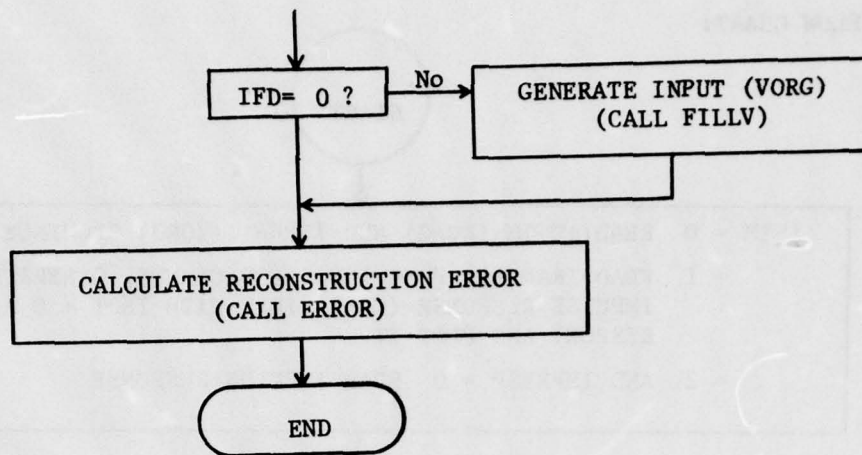 IFD= 0 ?
No
GENERATE INPUT (VORG)
(CALL FILLV)
CALCULATE RECONSTRUCTION ERROR
(CALL ERROR)
END